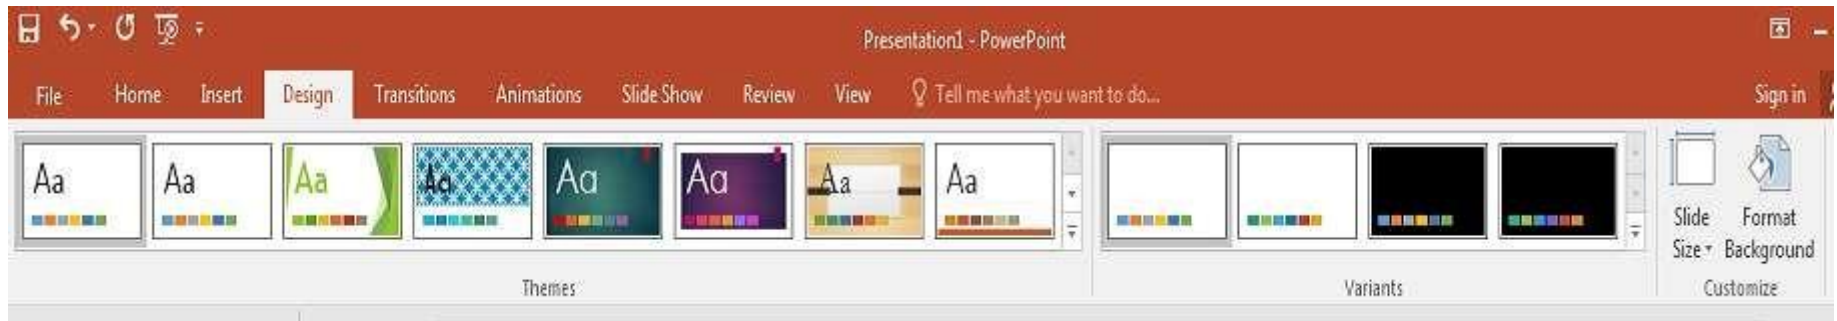 Presentation1 - PowerPoint
File Home Insert Design Transitions Animations Slide Show Review View Tell me what you want to do... Sign in
Aa Aa Aa Aa Aa Aa Aa Aa
Slide Format
Size Background
Themes Variants Customize